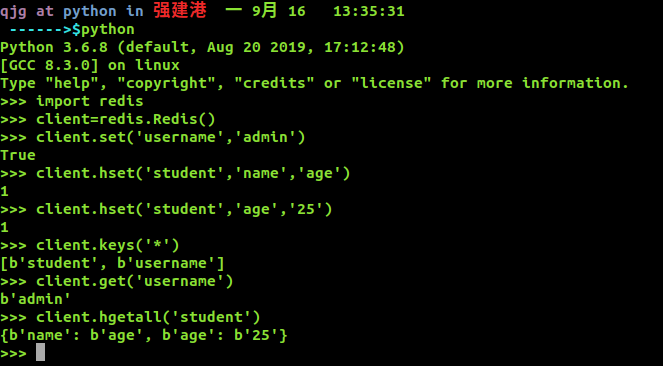 qjg at python in 强建港 一 9月 16 13:35:31
------>$python
Python 3.6.8 (default, Aug 20 2019, 17:12:48)
[GCC 8.3.0] on linux
Type "help", "copyright", "credits" or "license" for more information.
>>> import redis
>>> client=redis.Redis()
>>> client.set('username','admin')
True
>>> client.hset('student','name','age')
1
>>> client.hset('student','age','25')
1
>>> client.keys('*')
[b'student', b'username']
>>> client.get('username')
b'admin'
>>> client.hgetall('student')
{b'name': b'age', b'age': b'25'}
>>>